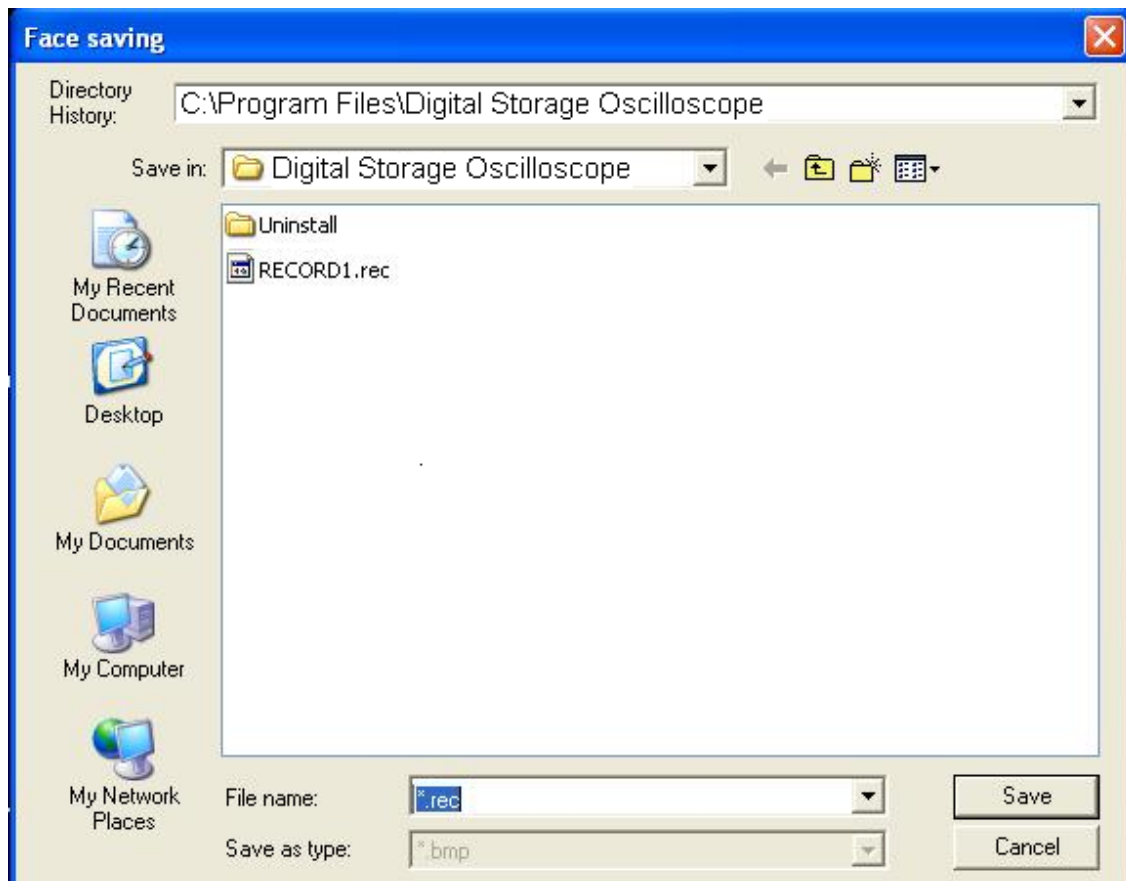 Face saving
Directory
History:
C:\Program Files\Digital Storage Oscilloscope
Save in:
Digital Storage Oscilloscope
Uninstall
RECORD1.rec
My Recent
Documents
Desktop
My Documents
My Computer
My Network
Places
File name:
*.rec
Save
Save as type:
*.bmp
Cancel